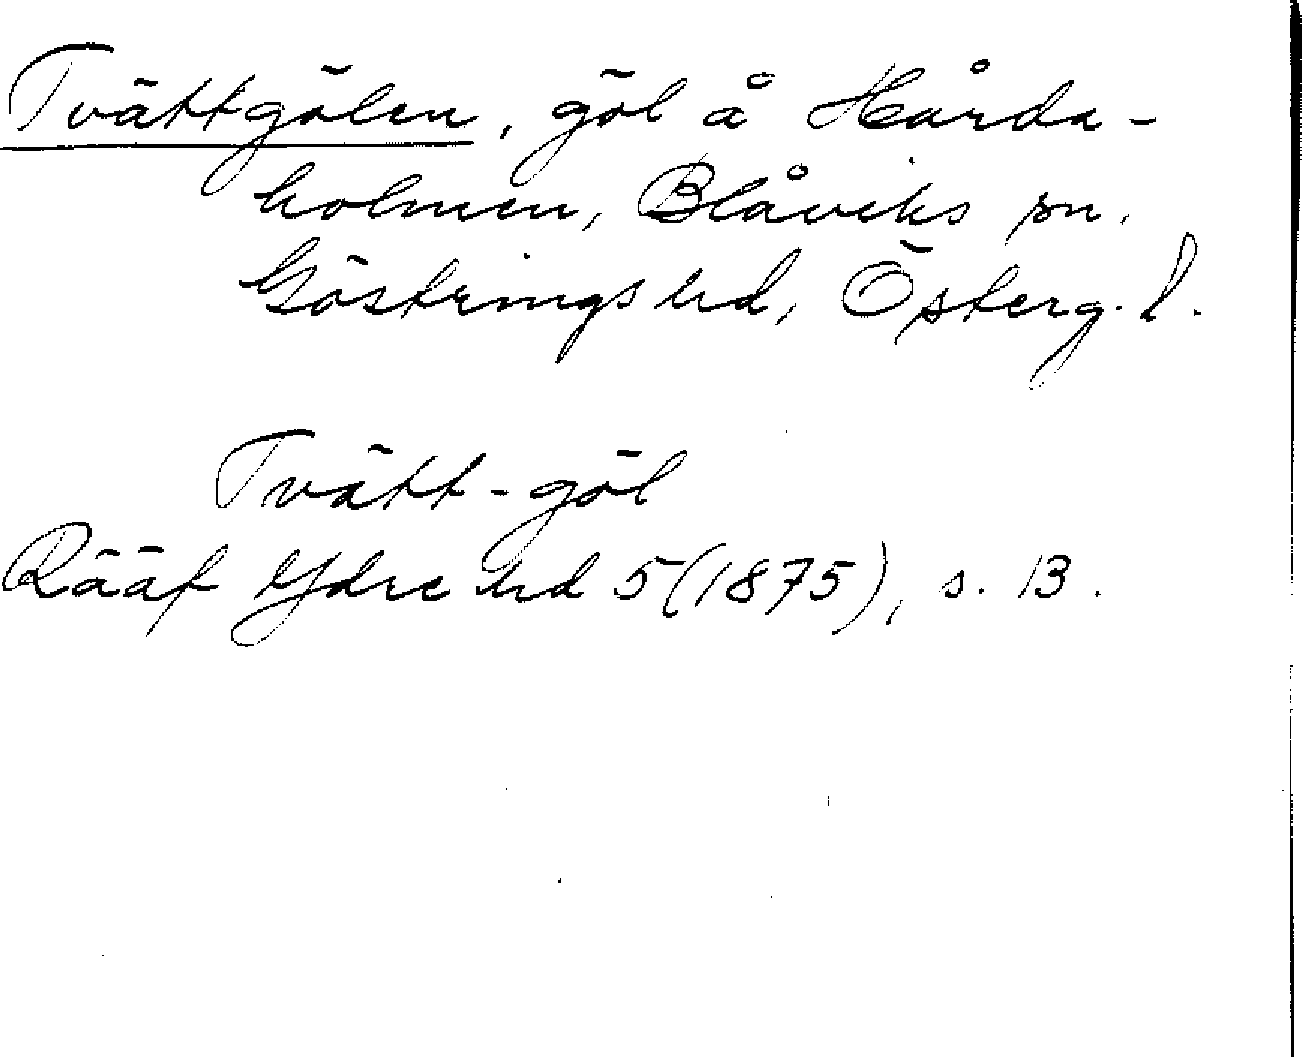 Tvättgölen, göl å Hårda-
holmen, Blåviks sn.
Göstrings hd, Österg. l.
Tvätt-göl
Rääf Ydre hd 5(1875), s. 13.